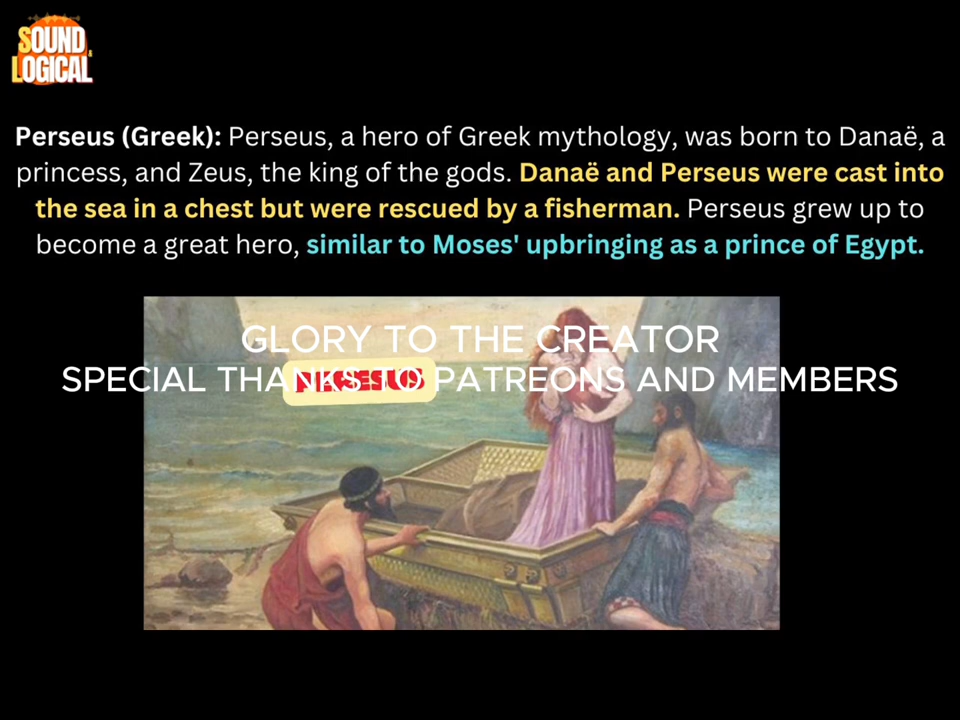 SOUND
LOGICAL
Perseus (Greek): Perseus, a hero of Greek mythology, was born to Danaë, a
princess, and Zeus, the king of the gods. Danaë and Perseus were cast into
the sea in a chest but were rescued by a fisherman. Perseus grew up to
become a great hero, similar to Moses' upbringing as a prince of Egypt.
GLORY TO THE CREATOR
SPECIAL THANKS TO PATREONS AND MEMBERS